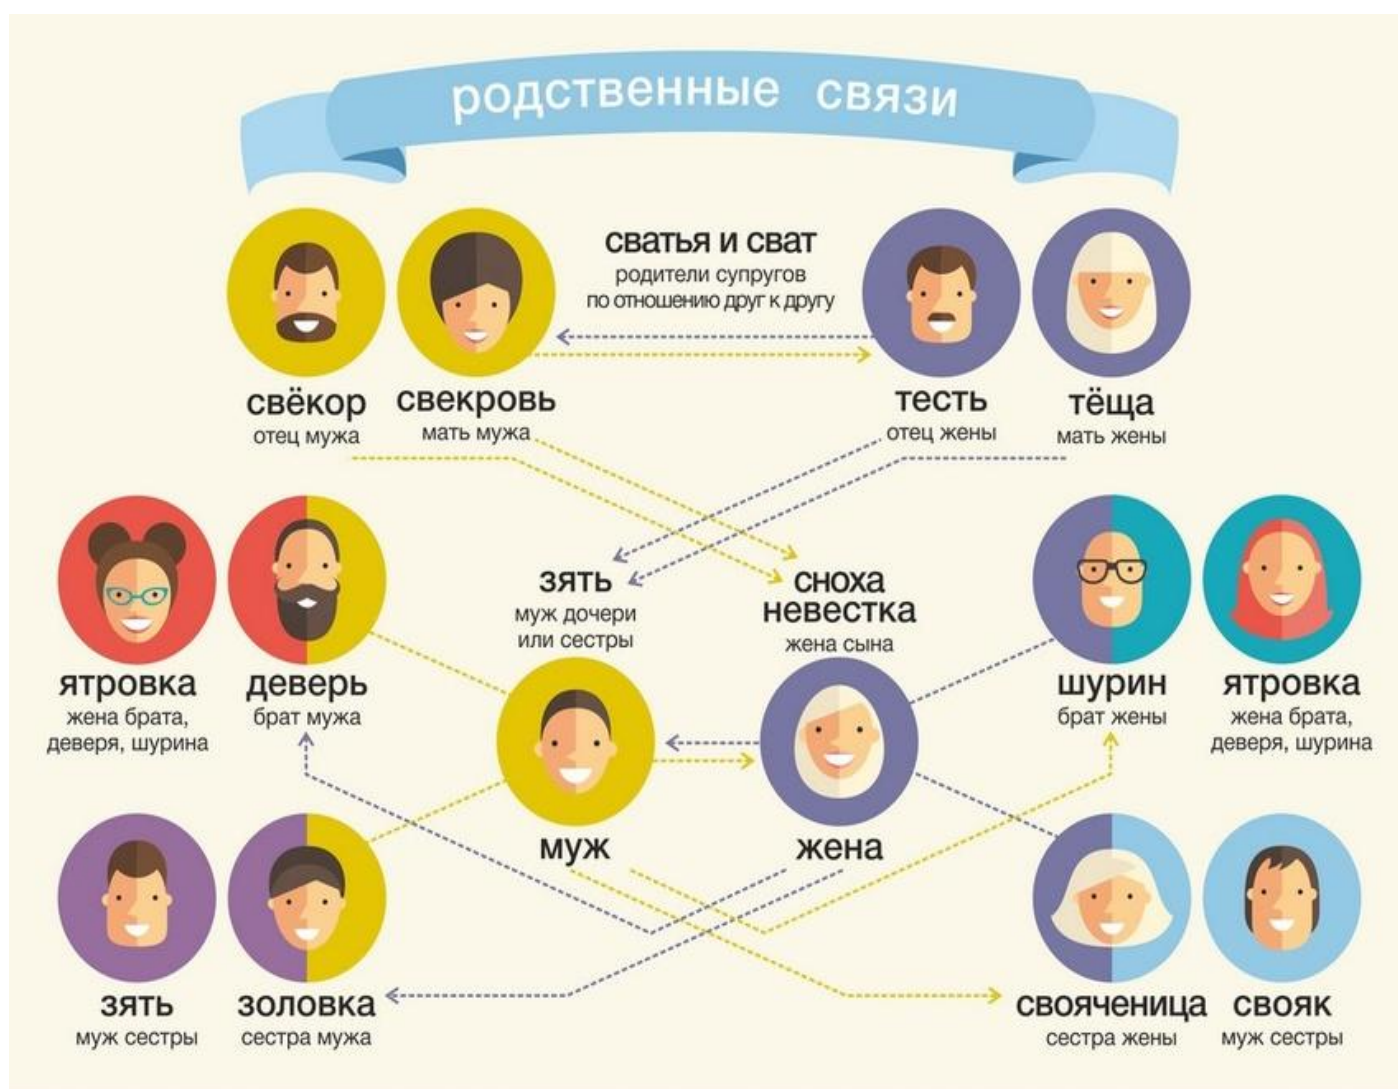 родственные связи
сватья и сват
родители супругов
по отношению друг к другу
свёкор
отец мужа
свекровь
мать мужа
тесть
отец жены
тёща
мать жены
зять
муж дочери
или сестры
сноха
невестка
жена сына
ятровка
жена брата,
деверя, шурина
деверь
брат мужа
шурин
брат жены
ятровка
жена брата,
деверя, шурина
муж
жена
зять
муж сестры
золовка
сестра мужа
свояченица
сестра жены
свояк
муж сестры